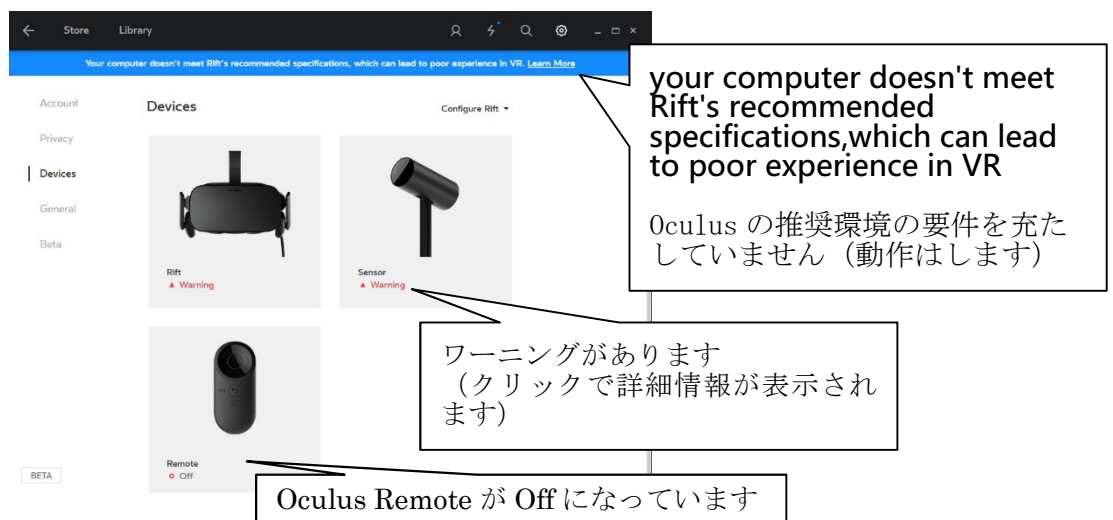 Store Library
Your computer doesn't meet Rift's recommended specifications, which can lead to poor experience in VR. Learn More
Account
Privacy
Devices
General
Beta
BETA
Devices
Configure Rift
Rift
Warning
Sensor
Warning
Remote
Off
your computer doesn't meet
Rift's recommended
specifications,which can lead
to poor experience in VR
Oculus の推奨環境の要件を充た
していません（動作はします）
ワーニングがあります
（クリックで詳細情報が表示され
ます）
Oculus Remote が Off になっています